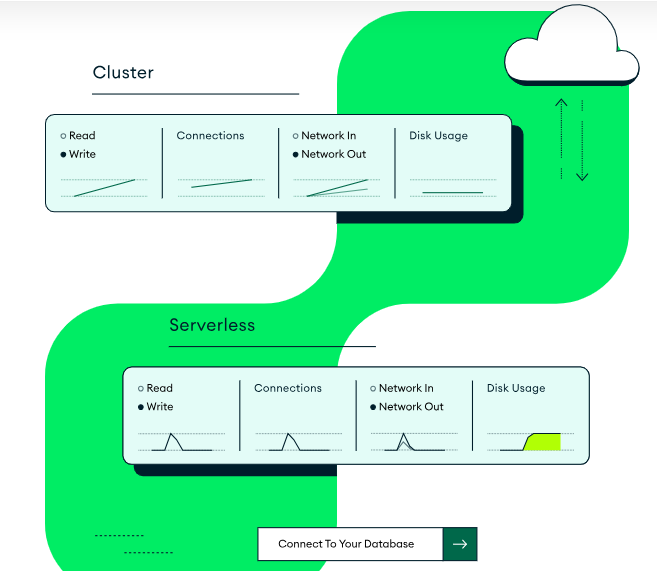 Cluster
Read
Write
Connections
Network In
Network Out
Disk Usage
Serverless
Read
Write
Connections
Network In
Network Out
Disk Usage
Connect To Your Database